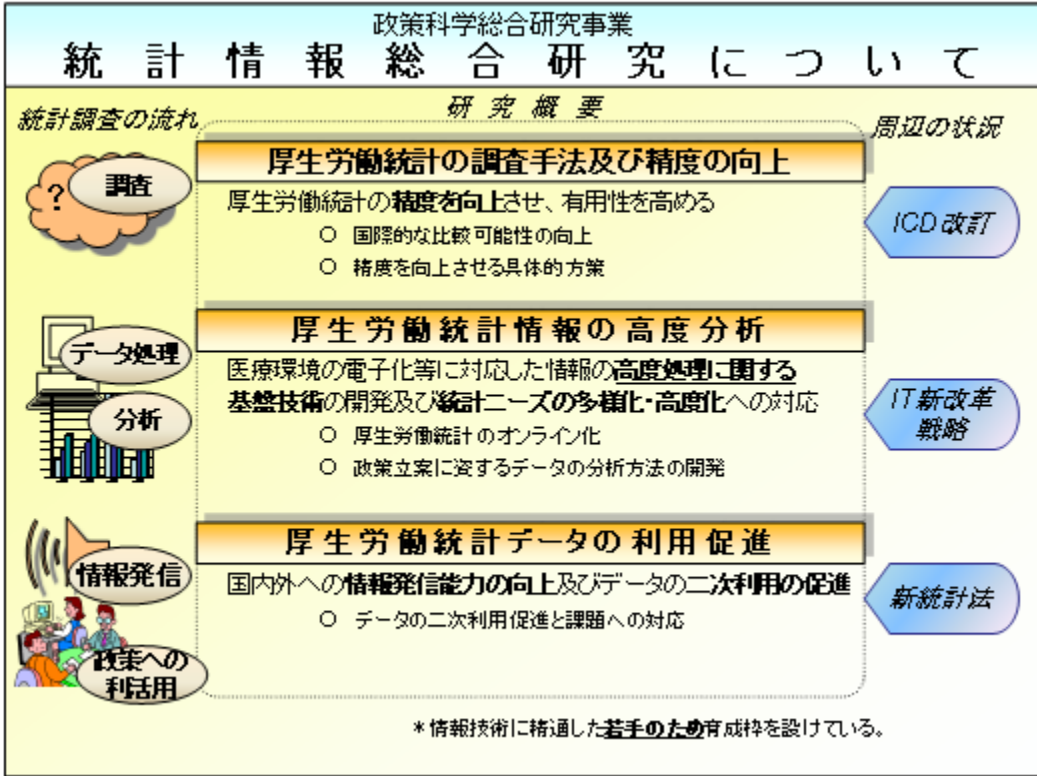 政策科学総合研究事業
統計情報総合研究について
統計調査の流れ
研究概要
周辺の状況
?
調査
厚生労働統計の調査手法及び精度の向上
厚生労働統計の精度を向上させ、有用性を高める
○ 国際的な比較可能性の向上
○ 精度を向上させる具体的方策
ICD改訂
データ処理
分析
厚生労働統計情報の高度分析
医療環境の電子化等に対応した情報の高度処理に関する
基盤技術の開発及び統計ニーズの多様化・高度化への対応
○ 厚生労働統計のオンライン化
○ 政策立案に資するデータの分析方法の開発
IT新改革
戦略
情報発信
政策への
利活用
厚生労働統計データの利用促進
国内外への情報発信能力の向上及びデータの二次利用の促進
○ データの二次利用促進と課題への対応
新統計法
*情報技術に精通した若手のため育成枠を設けている。